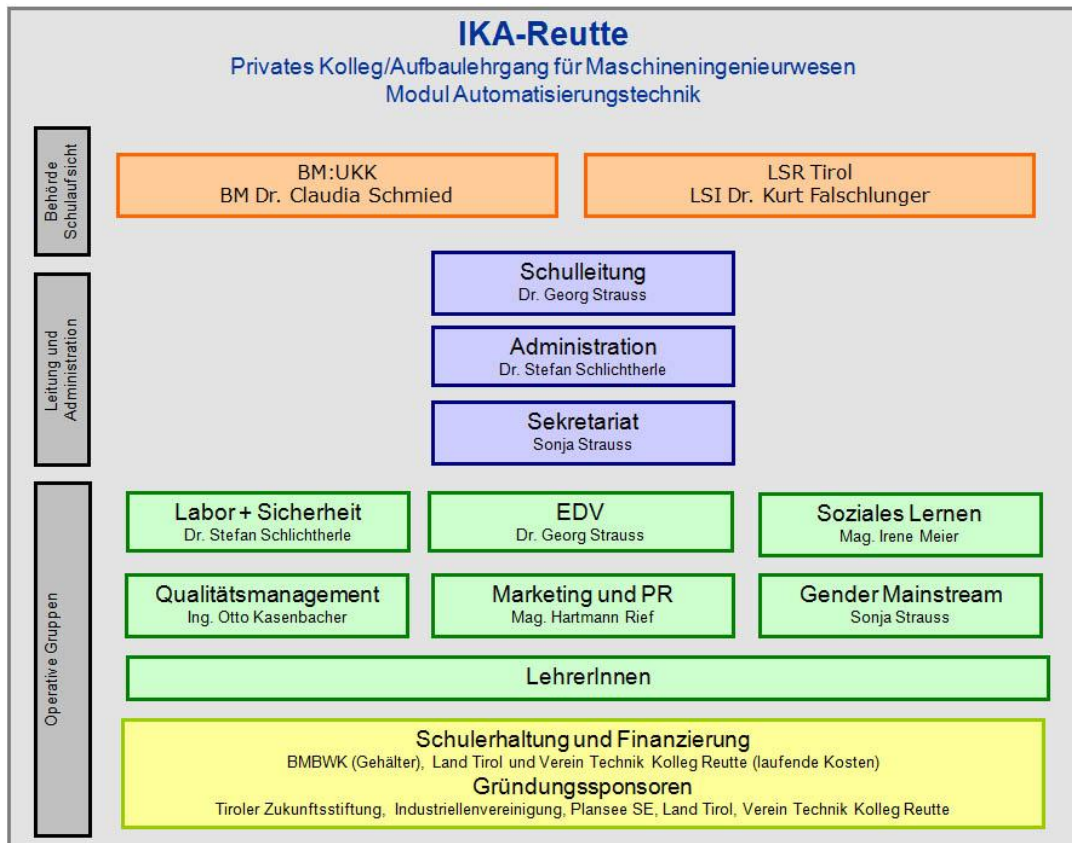 IKA-Reutte
Privates Kolleg/Aufbaulehrgang für Maschineningenieurwesen
Modul Automatisierungstechnik
Behörde
Schulaufsicht
BM:UKK
BM Dr. Claudia Schmied
LSR Tirol
LSI Dr. Kurt Falschlunger
Leitung und
Administration
Schulleitung
Dr. Georg Strauss
Administration
Dr. Stefan Schlichtherle
Sekretariat
Sonja Strauss
Operative Gruppen
Labor + Sicherheit
Dr. Stefan Schlichtherle
EDV
Dr. Georg Strauss
Soziales Lernen
Mag. Irene Meier
Qualitätsmanagement
Ing. Otto Kasenbacher
Marketing und PR
Mag. Hartmann Rief
Gender Mainstream
Sonja Strauss
LehrerInnen
Schulerhaltung und Finanzierung
BMBWK (Gehälter), Land Tirol und Verein Technik Kolleg Reutte (laufende Kosten)
Gründungssponsoren
Tiroler Zukunftsstiftung, Industriellenvereinigung, Plansee SE, Land Tirol, Verein Technik Kolleg Reutte